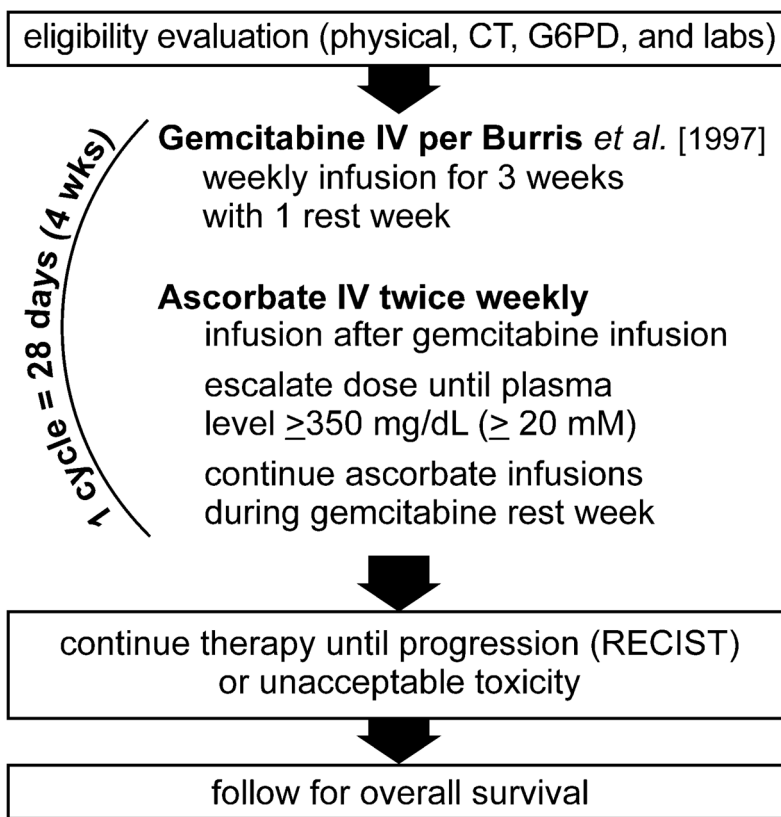 eligibility evaluation (physical, CT, G6PD, and labs)
1 cycle = 28 days (4 wks)
Gemcitabine IV per Burris et al. [1997]
weekly infusion for 3 weeks
with 1 rest week
Ascorbate IV twice weekly
infusion after gemcitabine infusion
escalate dose until plasma
level ≥350 mg/dL (≥ 20 mM)
continue ascorbate infusions
during gemcitabine rest week
continue therapy until progression (RECIST)
or unacceptable toxicity
follow for overall survival